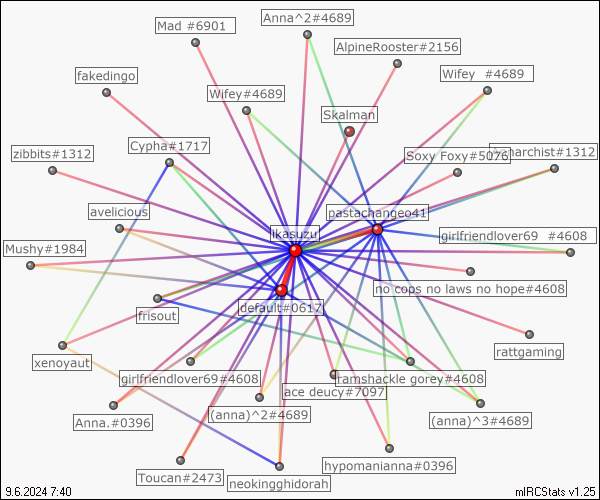 Anna^2#4689
Mad #6901
AlpineRooster#2156
fakedingo
Wifey  #4689
Wifey#4689
Skalman
Cypha#1717
zibbits#1312
Soxy Foxy#5076
archist#1312
avelicious
pastachangeo41
ikasuzu
girlfriendlover69  #4608
Mushy#1984
no cops no laws no hope#4608
default#0617
frisout
rattgaming
xenoyaut
girlfriendlover69#4608
ramshackle gorey#4608
ace deucy#7097
Anna.#0396
(anna)^2#4689
(anna)^3#4689
hypomanianna#0396
Toucan#2473
neokingghidorah
9.6.2024 7:40
mIRCStats v1.25